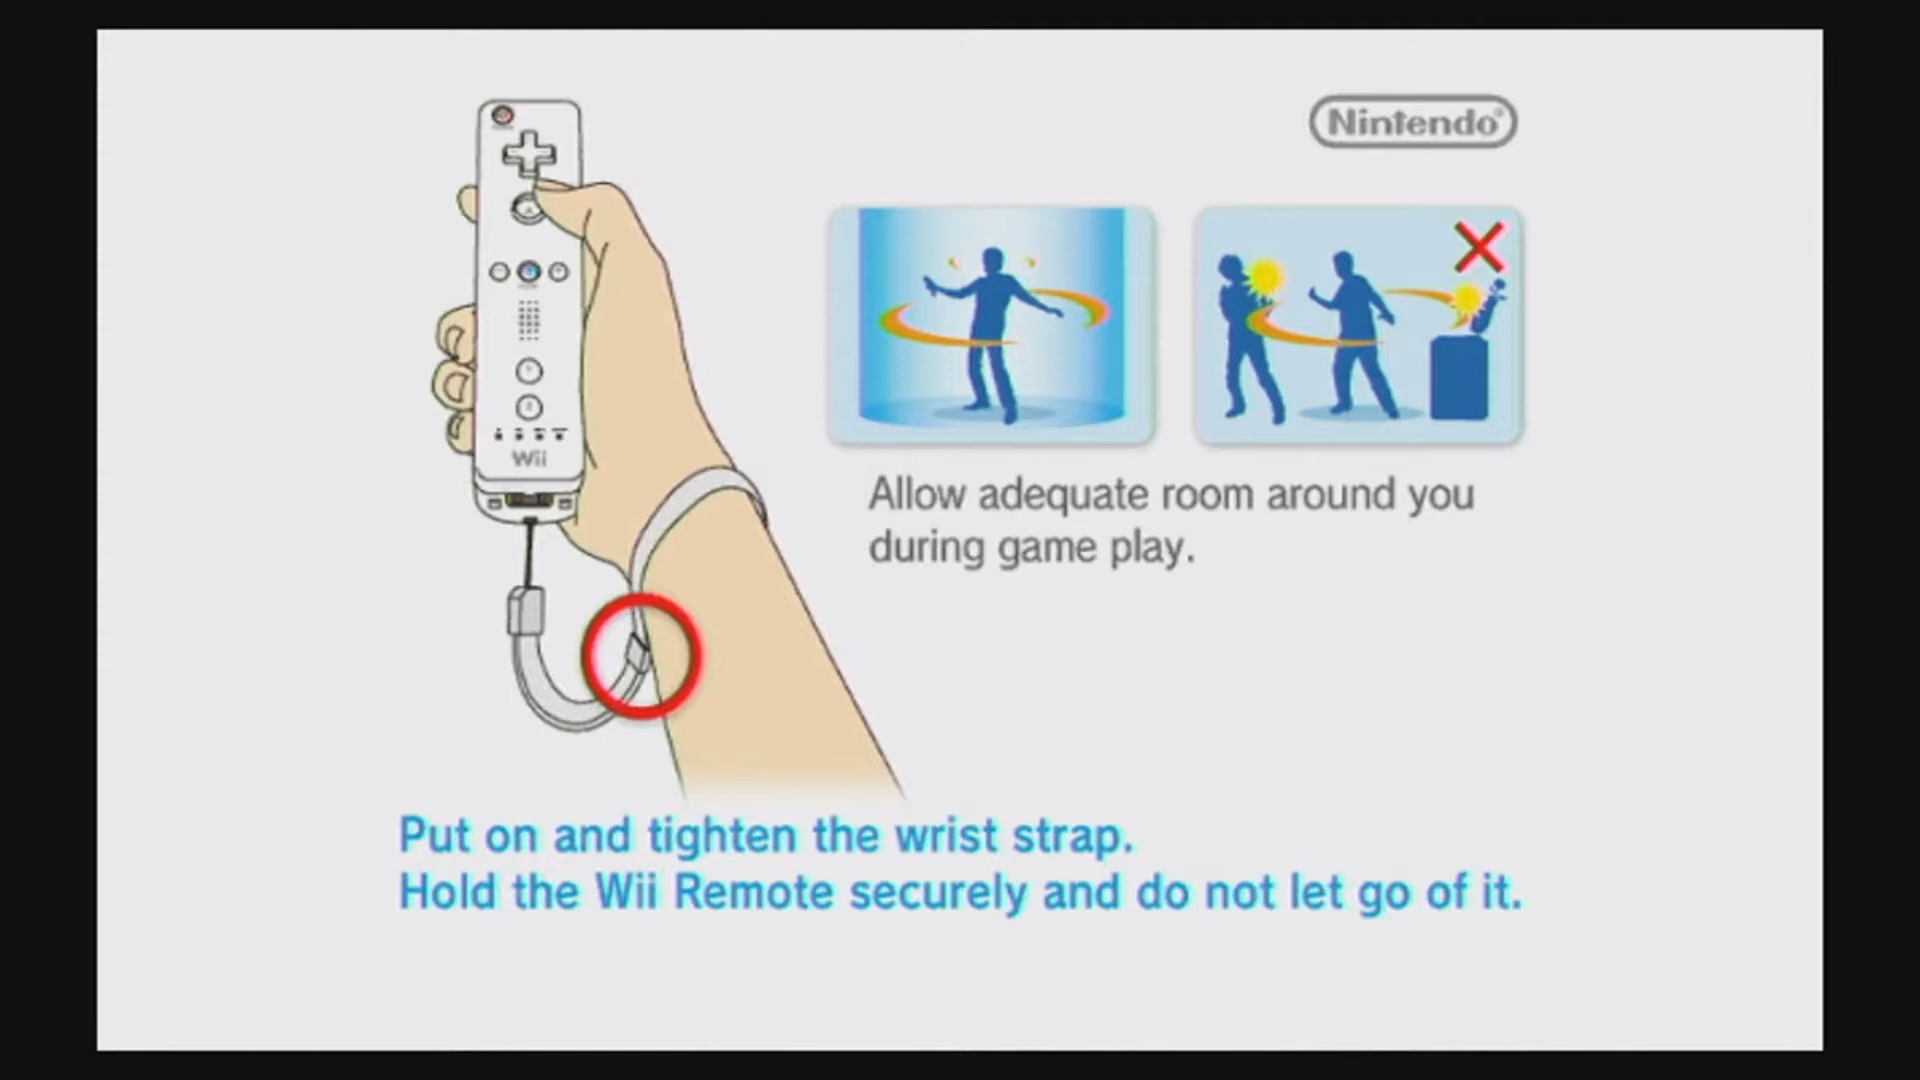 Nintendo®
Wii
Allow adequate room around you
during game play.
Put on and tighten the wrist strap.
Hold the Wii Remote securely and do not let go of it.